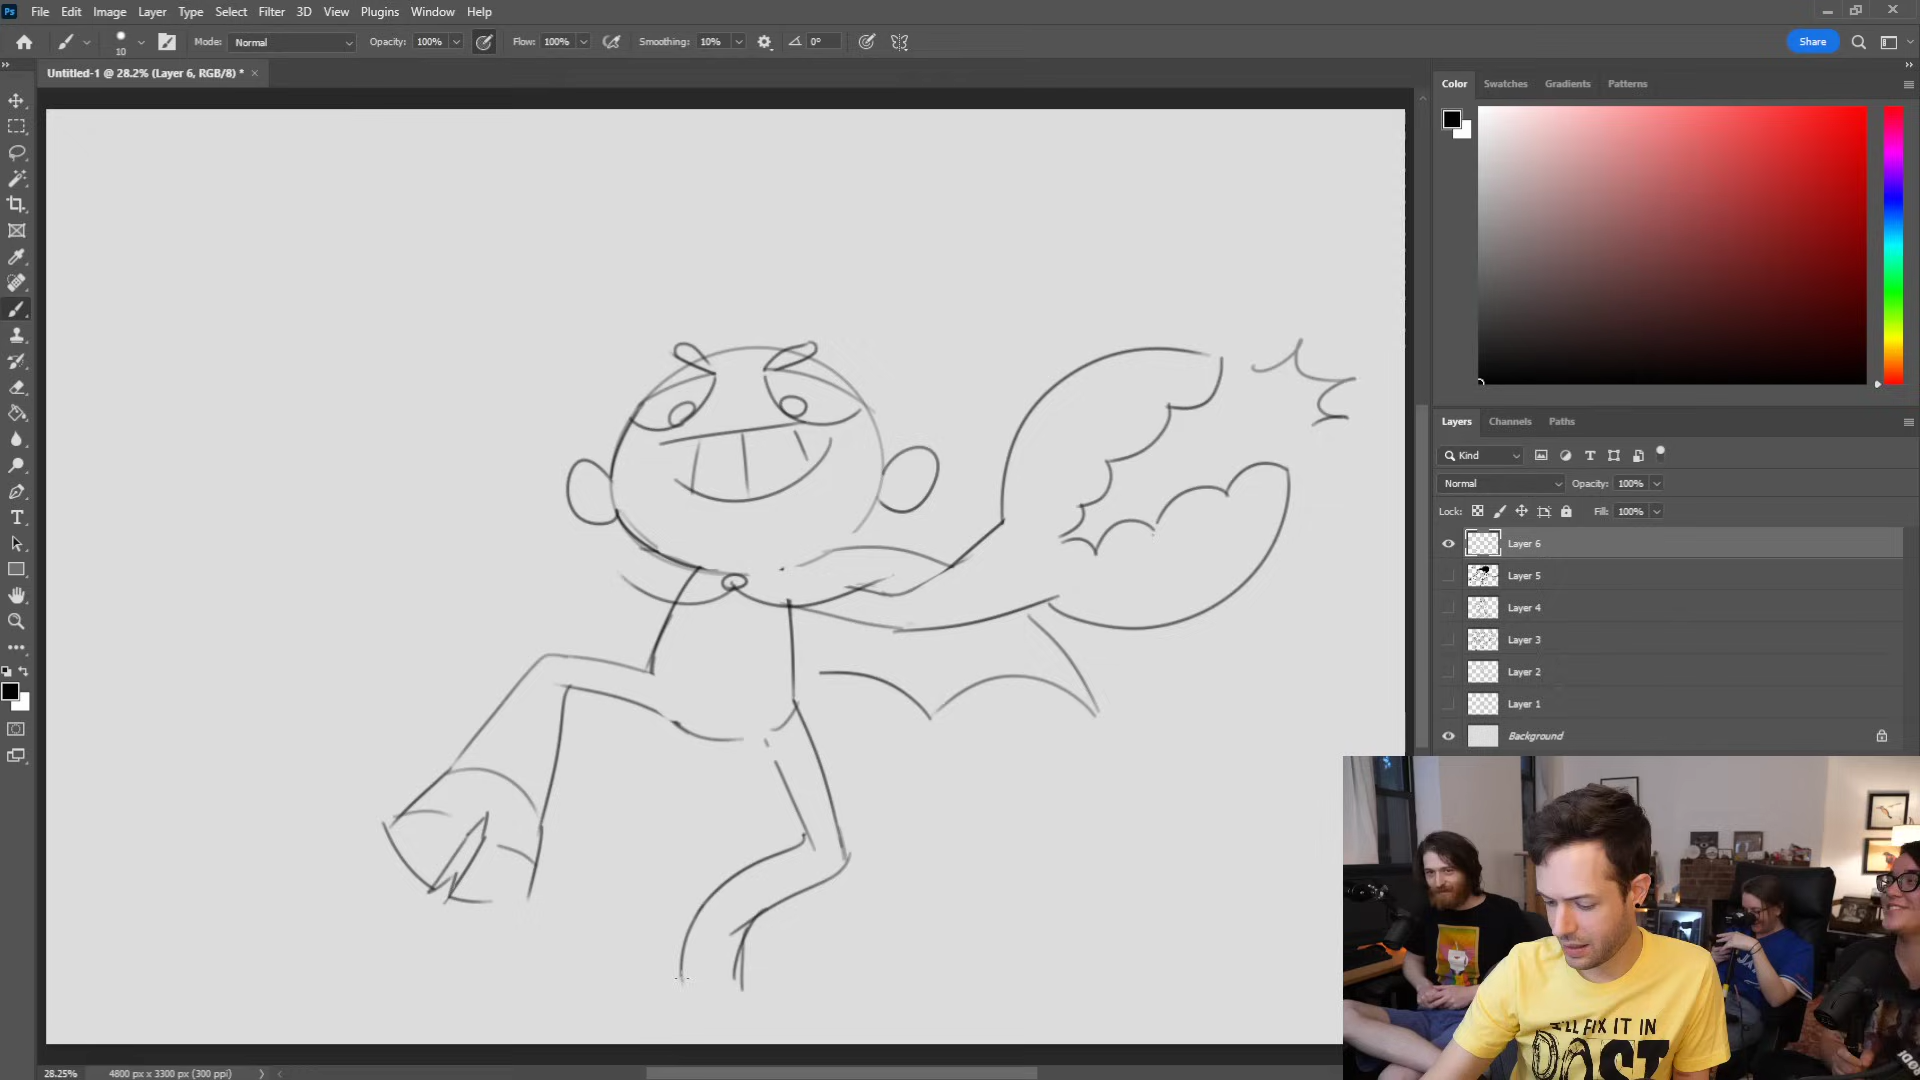 Ps File Edit Image Layer Type Select Filter 3D View Plugins Window Help
10 Mode: Normal Opacity: 100% Flow: 100% Smoothing: 10% 0° Share
Untitled-1 @ 28.2% (Layer 6, RGB/8) *
Color Swatches Gradients Patterns
Layers Channels Paths
Kind
Normal Opacity: 100%
Lock: Fill: 100%
Layer 6
Layer 5
Layer 4
Layer 3
Layer 2
Layer 1
Background
FIX IT IN
POST
28.25% 4800 px x 3300 px (300 ppi)